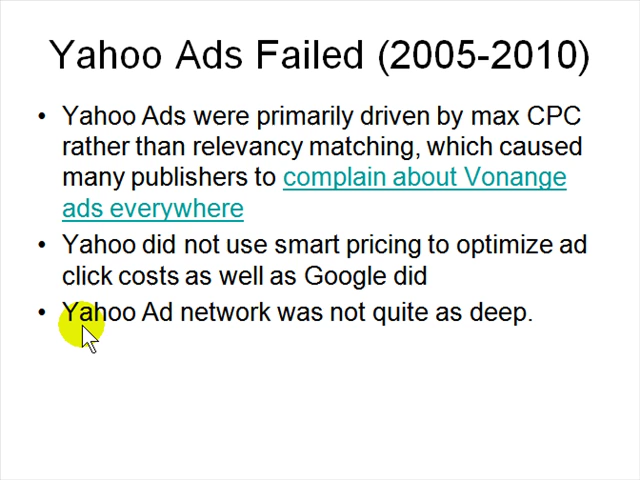 Yahoo Ads Failed (2005-2010)
• Yahoo Ads were primarily driven by max CPC
rather than relevancy matching, which caused
many publishers to complain about Vonange
ads everywhere
• Yahoo did not use smart pricing to optimize ad
click costs as well as Google did
• Yahoo Ad network was not quite as deep.